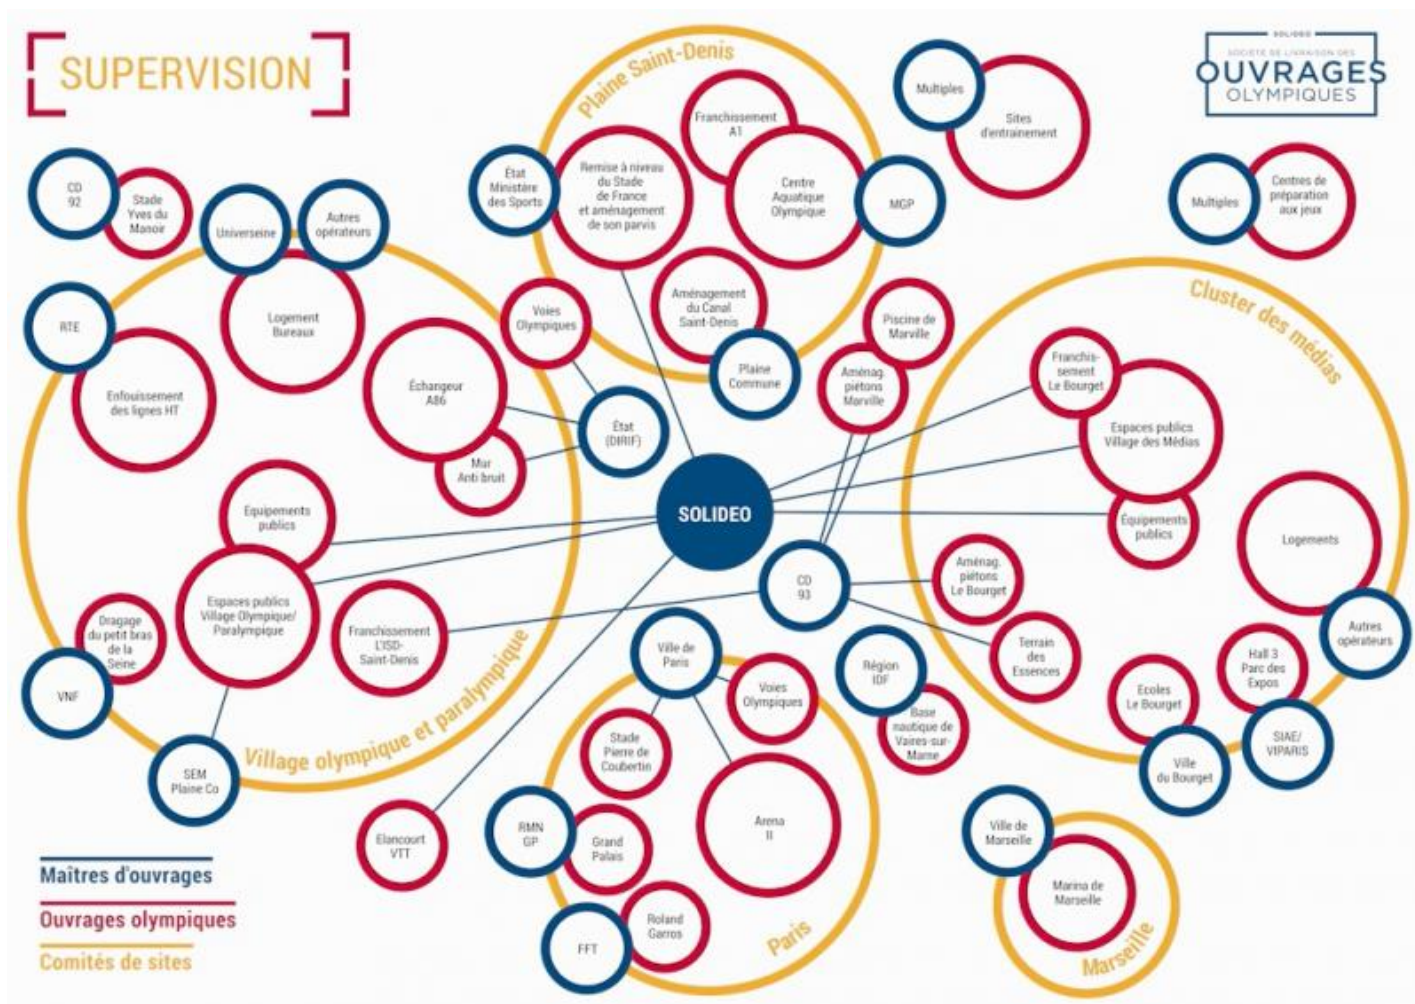 SUPERVISION
SOLIDEO
SOCIÉTÉ DE LIVRAISON DES
OUVRAGES
OLYMPIQUES
Plaine Saint-Denis
Franchissement
A1
Remise à niveau
du Stade
de France
et aménagement
de son parvis
Centre
Aquatique
Olympique
État
Ministère
des Sports
MGP
Aménagement
du Canal
Saint-Denis
Plaine
Commune
Multiples
Sites
d'entrainement
Multiples
Centres de
préparation
aux jeux
CD
92
Stade
Yves du
Manoir
Universeine
Autres
opérateurs
Logement
Bureaux
RTE
Enfouissement
des lignes HT
Échangeur
A86
Mur
Anti bruit
Voies
Olympiques
État
(DIRIF)
Equipements
publics
Espaces publics
Village Olympique/
Paralympique
Franchissement
L'ISD-
Saint-Denis
Dragage
du petit bras
de la
Seine
VNF
SEM
Plaine Co
Village olympique et paralympique
SOLIDEO
Piscine de
Marville
Aménag.
piétons
Marville
CD
93
Cluster des médias
Franchis-
sement
Le Bourget
Espaces publics
Village des Médias
Équipements
publics
Logements
Autres
opérateurs
Aménag.
piétons
Le Bourget
Terrain
des
Essences
Ecoles
Le Bourget
Hall 3
Parc des
Expos
Ville
du Bourget
SIAE/
VIPARIS
Ville de
Paris
Voies
Olympiques
Stade
Pierre de
Coubertin
Arena
II
RMN
GP
Grand
Palais
FFT
Roland
Garros
Paris
Région
IDF
Base
nautique de
Vaires-sur-
Marne
Elancourt
VTT
Ville de
Marseille
Marina de
Marseille
Marseille
Maîtres d'ouvrages
Ouvrages olympiques
Comités de sites